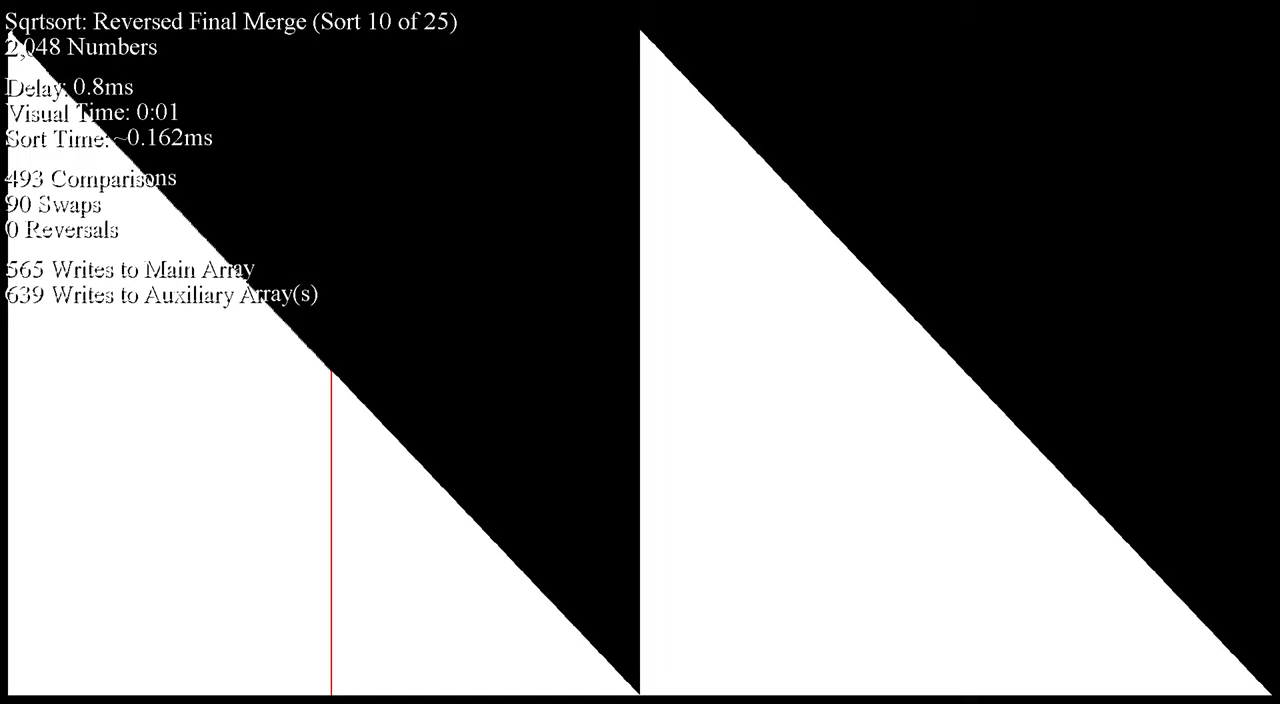 Sqrtsort: Reversed Final Merge (Sort 10 of 25)
2,048 Numbers
Delay: 0.8ms
Visual Time: 0:01
Sort Time: ~0.162ms
493 Comparisons
90 Swaps
0 Reversals
565 Writes to Main Array
639 Writes to Auxiliary Array(s)